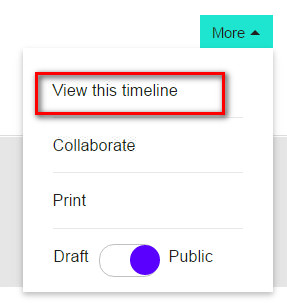 More
View this timeline
Collaborate
Print
Draft Public